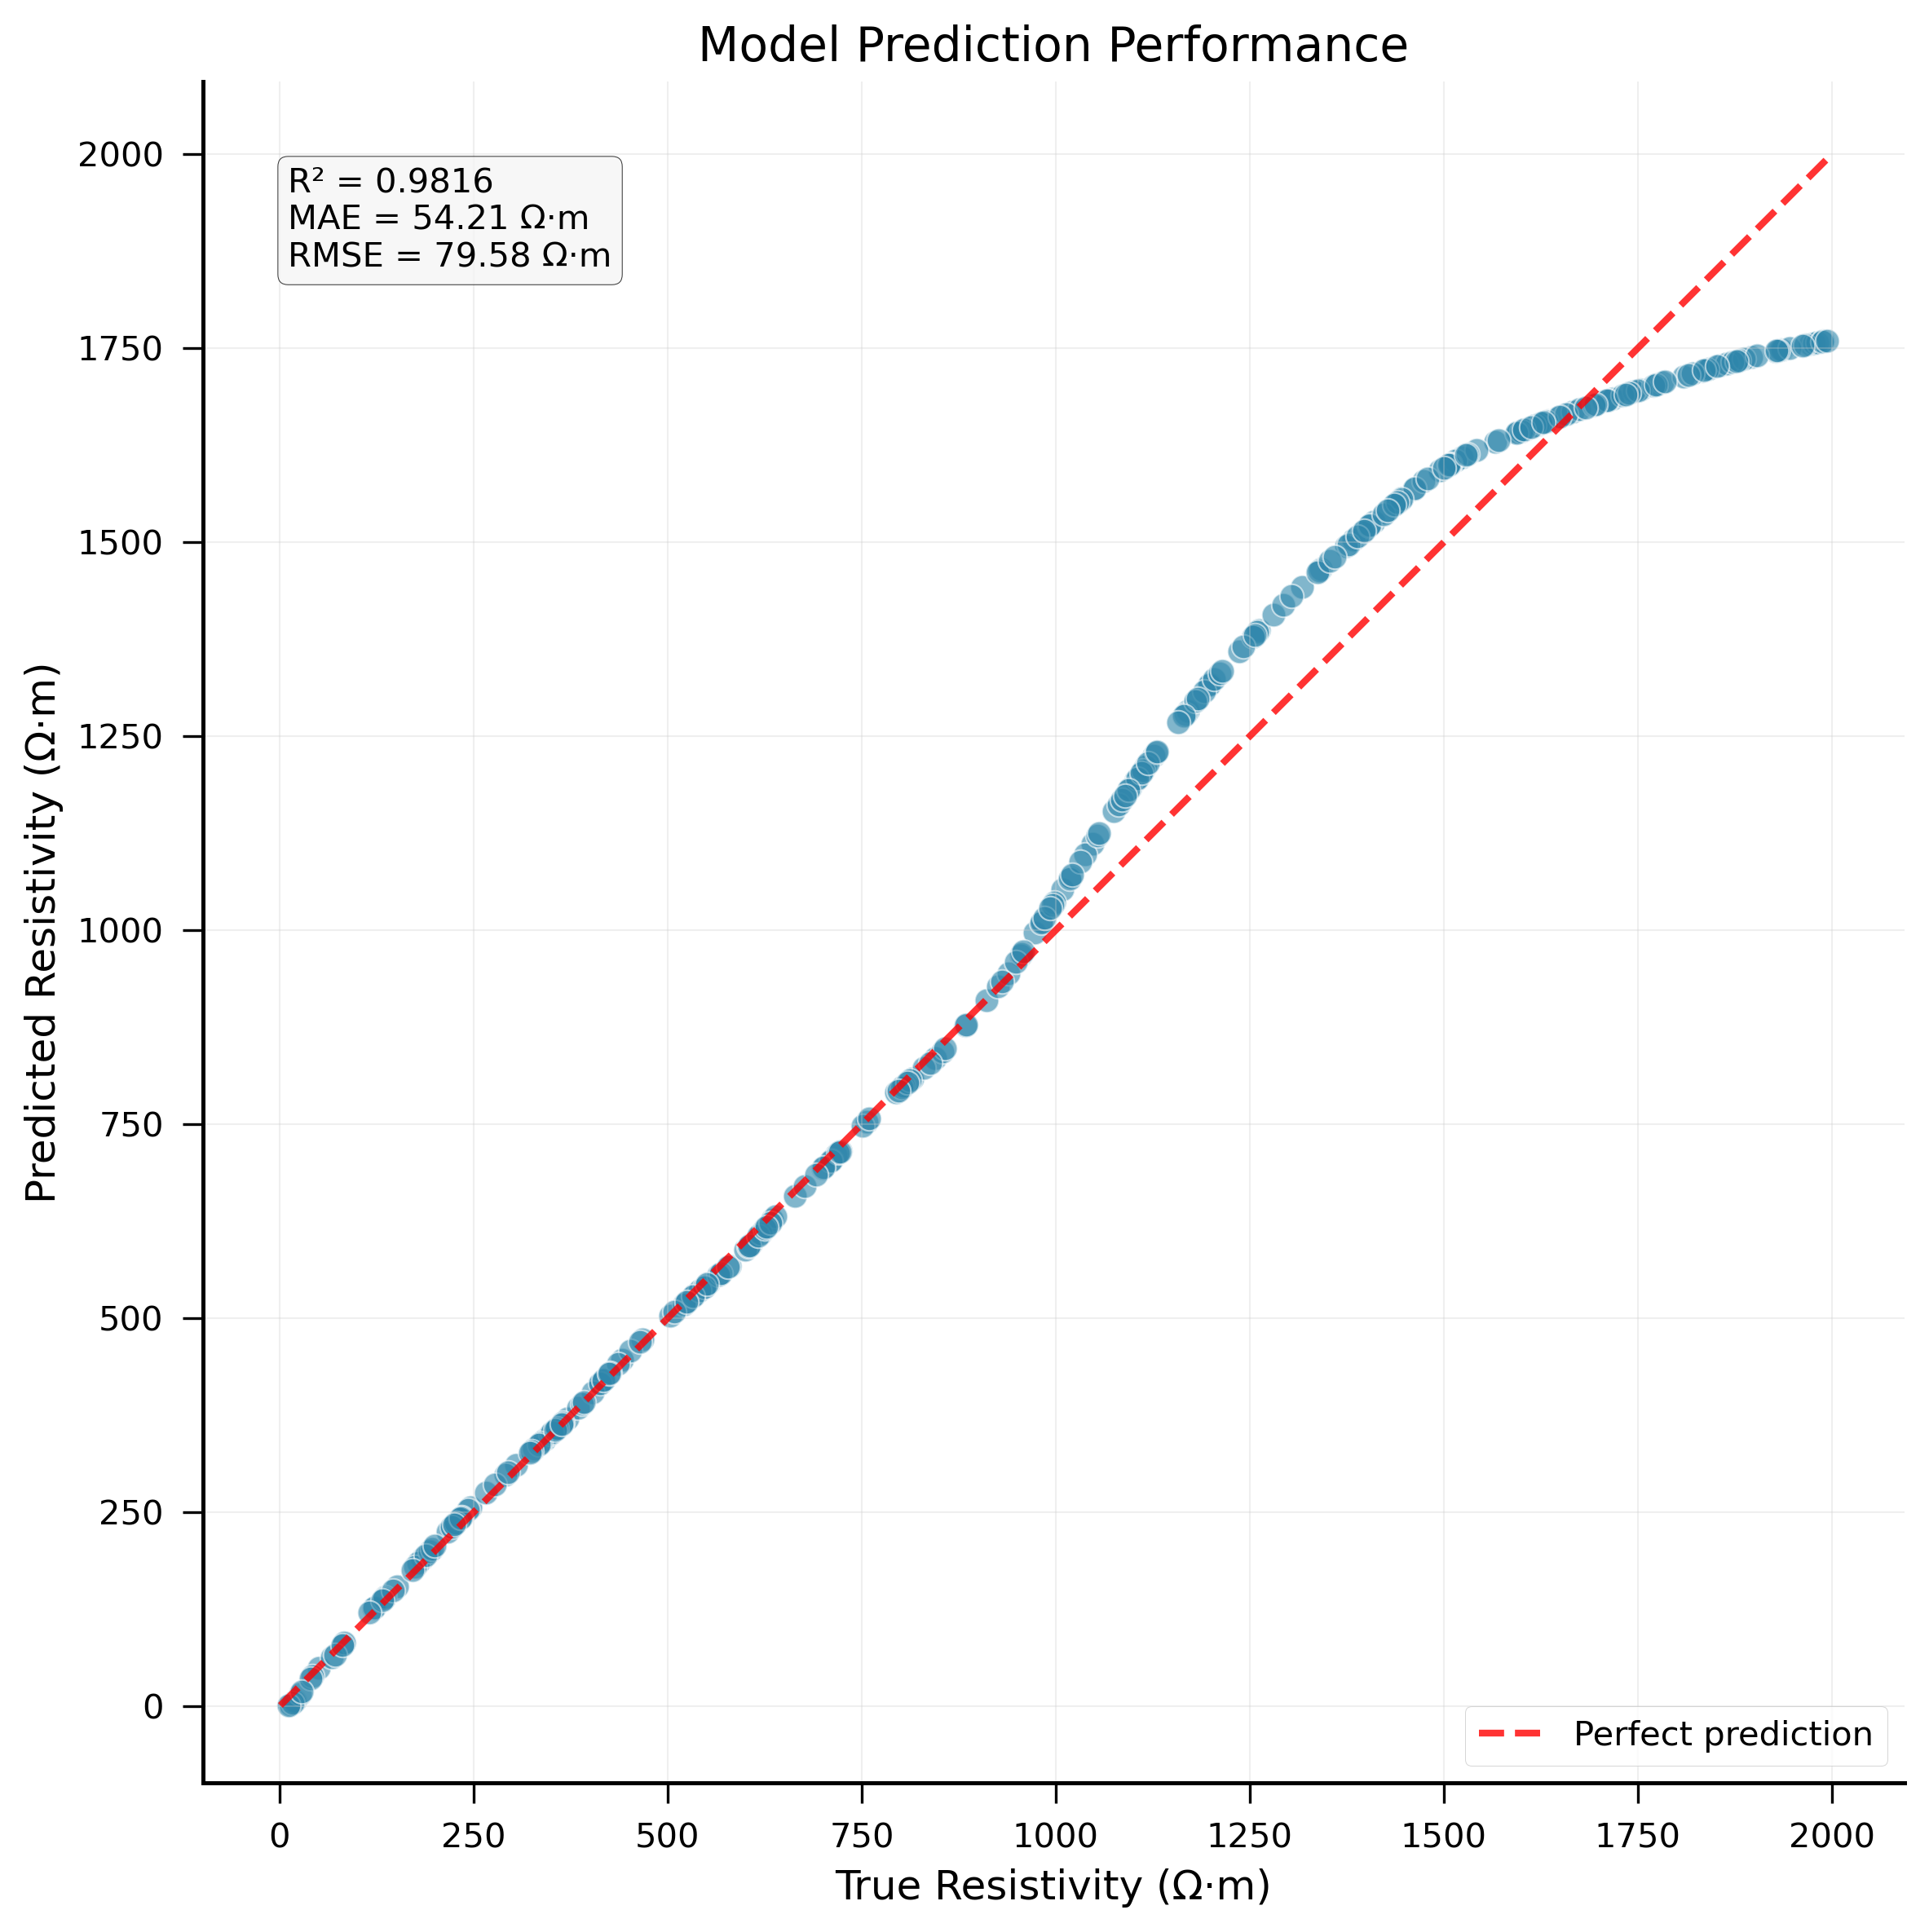 Model Prediction Performance
R² = 0.9816
MAE = 54.21 Ω·m
RMSE = 79.58 Ω·m
Predicted Resistivity (Ω·m)
2000
1750
1500
1250
1000
750
500
250
0
Perfect prediction
0 250 500 750 1000 1250 1500 1750 2000
True Resistivity (Ω·m)